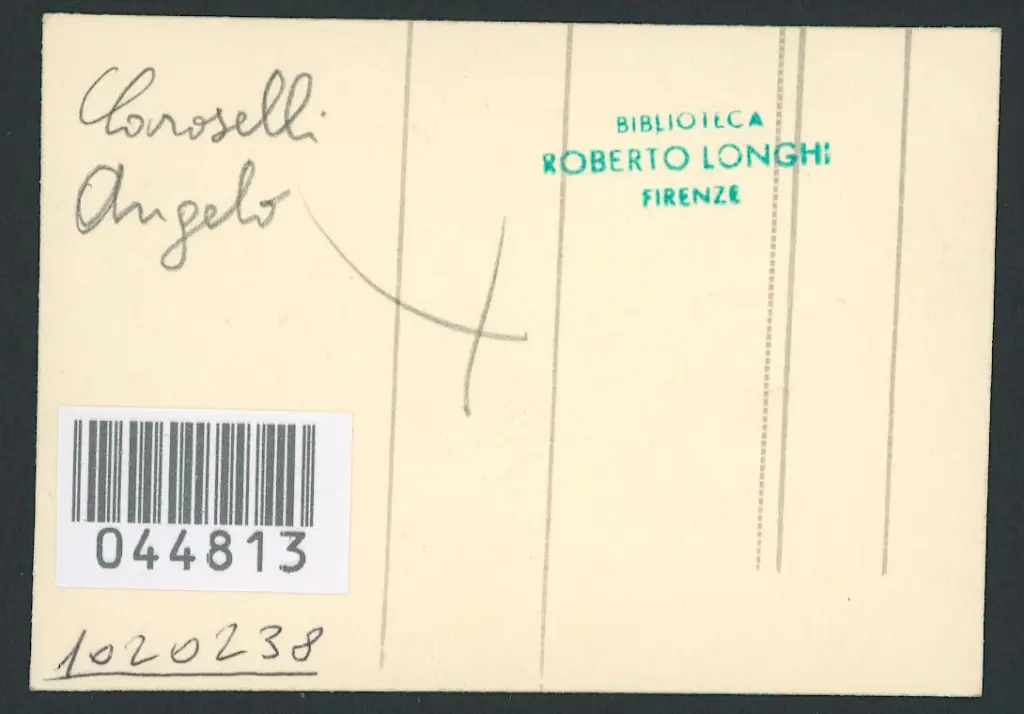 Caroselli
Angelo
BIBLIOTECA
ROBERTO LONGHI
FIRENZE
044813
1020238